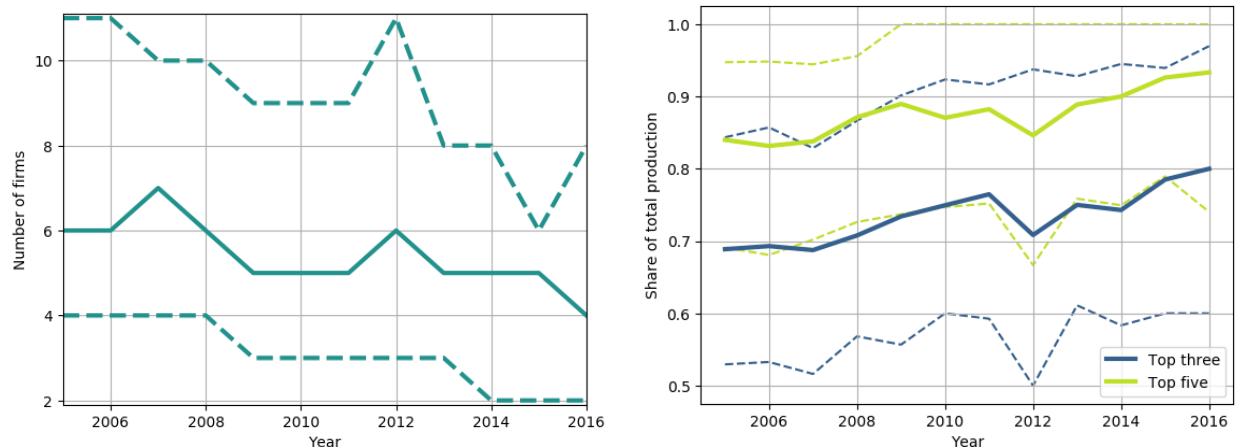 Number of firms
10
8
6
4
2
2006 2008 2010 2012 2014 2016
Year
Share of total production
1.0
0.9
0.8
0.7
0.6
0.5
Top three
Top five
2006 2008 2010 2012 2014 2016
Year